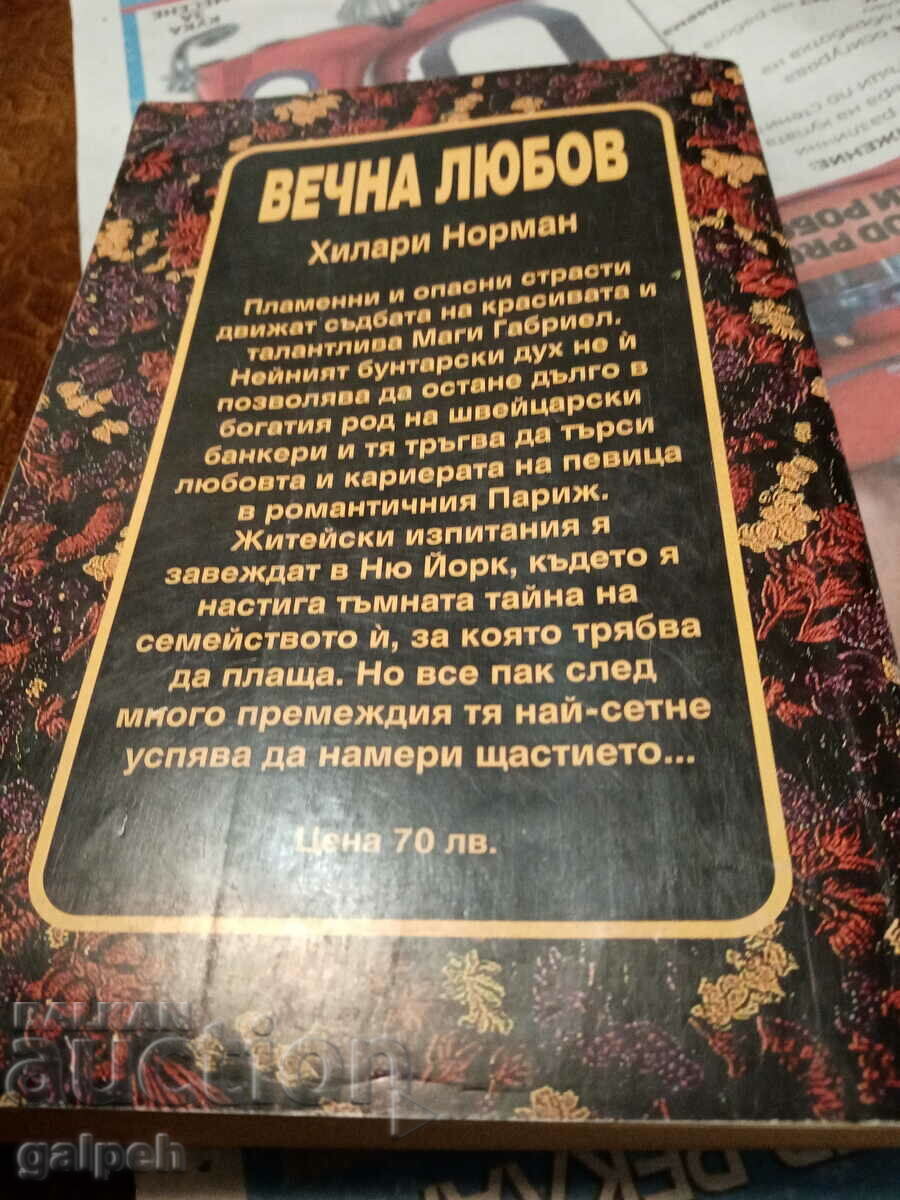 ВЕЧНА ЛЮБОВ
Хилари Норман
Пламенни и опасни страсти
движат съдбата на красивата и
талантлива Маги Габриел.
Нейният бунтарски дух не ѝ
позволява да остане дълго в
богатия род на швейцарски
банкери и тя тръгва да търси
любовта и кариерата на певица
в романтичния Париж.
Житейски изпитания я
завеждат в Ню Йорк, където я
настига тъмната тайна на
семейството ѝ, за която трябва
да плаща. Но все пак след
много премеждия тя най-сетне
успява да намери щастието...
Цена 70 лв.
BALKAN
auction
galpeh